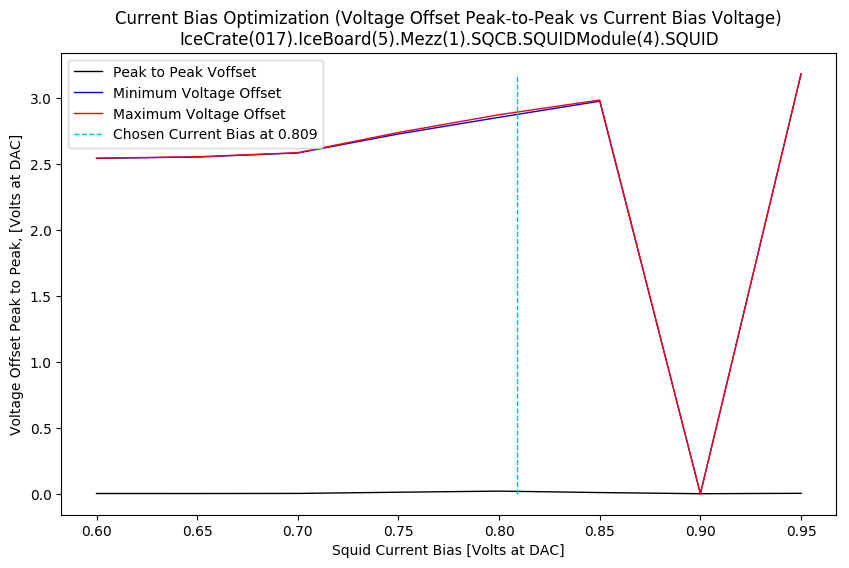 Current Bias Optimization (Voltage Offset Peak-to-Peak vs Current Bias Voltage)
IceCrate(017).IceBoard(5).Mezz(1).SQCB.SQUIDModule(4).SQUID
Peak to Peak Voffset
Minimum Voltage Offset
Maximum Voltage Offset
Chosen Current Bias at 0.809
Voltage Offset Peak to Peak, [Volts at DAC]
3.0
2.5
2.0
1.5
1.0
0.5
0.0
0.60 0.65 0.70 0.75 0.80 0.85 0.90 0.95
Squid Current Bias [Volts at DAC]